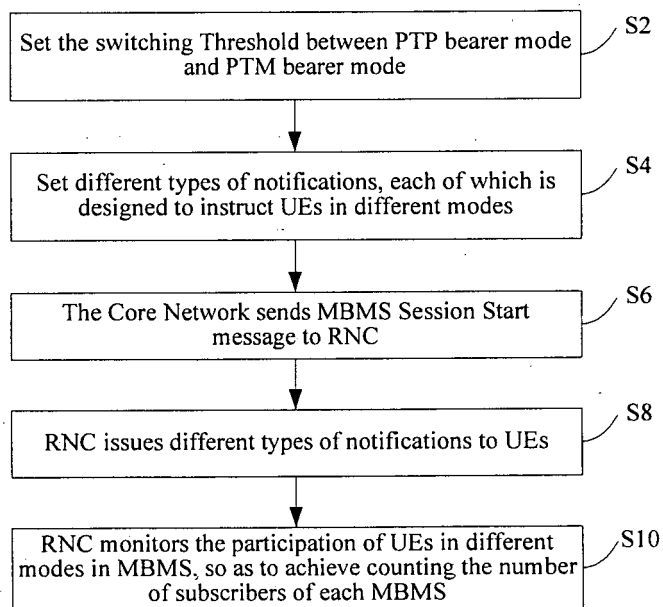 Set the switching Threshold between PTP bearer mode
and PTM bearer mode
S2
Set different types of notifications, each of which is
designed to instruct UEs in different modes
S4
The Core Network sends MBMS Session Start
message to RNC
S6
RNC issues different types of notifications to UEs
S8
RNC monitors the participation of UEs in different
modes in MBMS, so as to achieve counting the number
of subscribers of each MBMS
S10